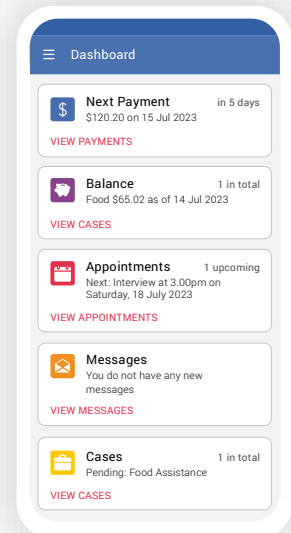 Dashboard
Next Payment in 5 days
$120.20 on 15 Jul 2023
VIEW PAYMENTS
Balance 1 in total
Food $65.02 as of 14 Jul 2023
VIEW CASES
Appointments 1 upcoming
Next: Interview at 3.00pm on
Saturday, 18 July 2023
VIEW APPOINTMENTS
Messages
You do not have any new
messages
VIEW MESSAGES
Cases 1 in total
Pending: Food Assistance
VIEW CASES